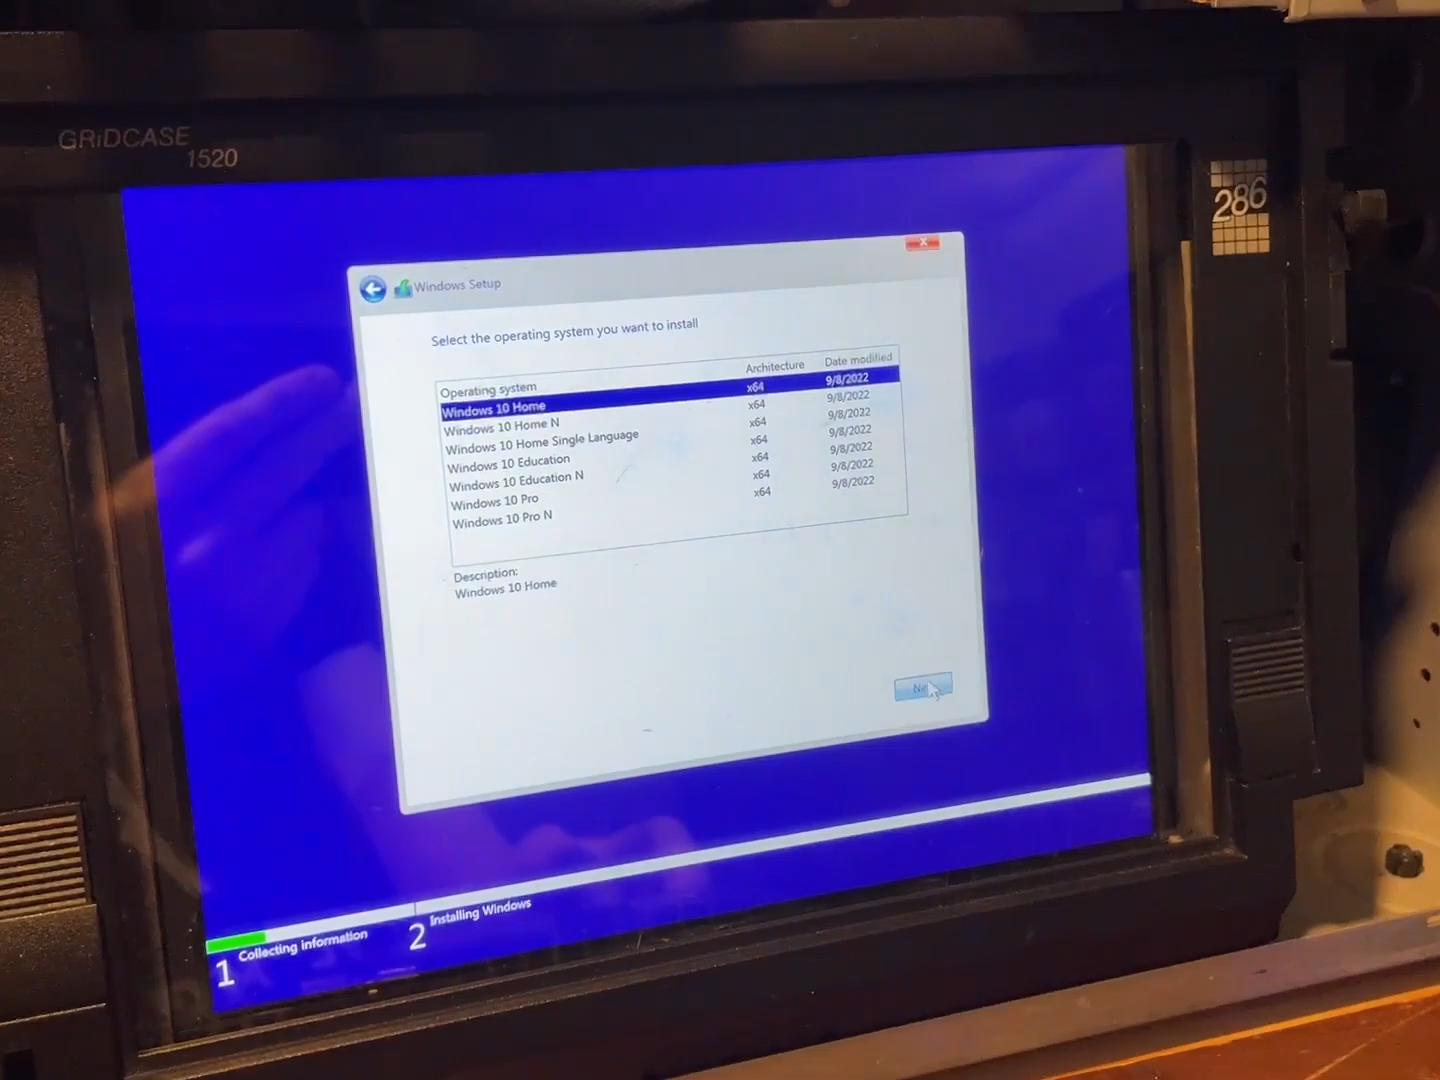 GRiDCASE
1520
286
X
Windows Setup
Select the operating system you want to install
Operating system Architecture Date modified
Windows 10 Home x64 9/8/2022
Windows 10 Home N x64 9/8/2022
Windows 10 Home Single Language x64 9/8/2022
Windows 10 Education x64 9/8/2022
Windows 10 Education N x64 9/8/2022
Windows 10 Pro x64 9/8/2022
Windows 10 Pro N x64 9/8/2022
Description:
Windows 10 Home
1 Collecting information
2 Installing Windows